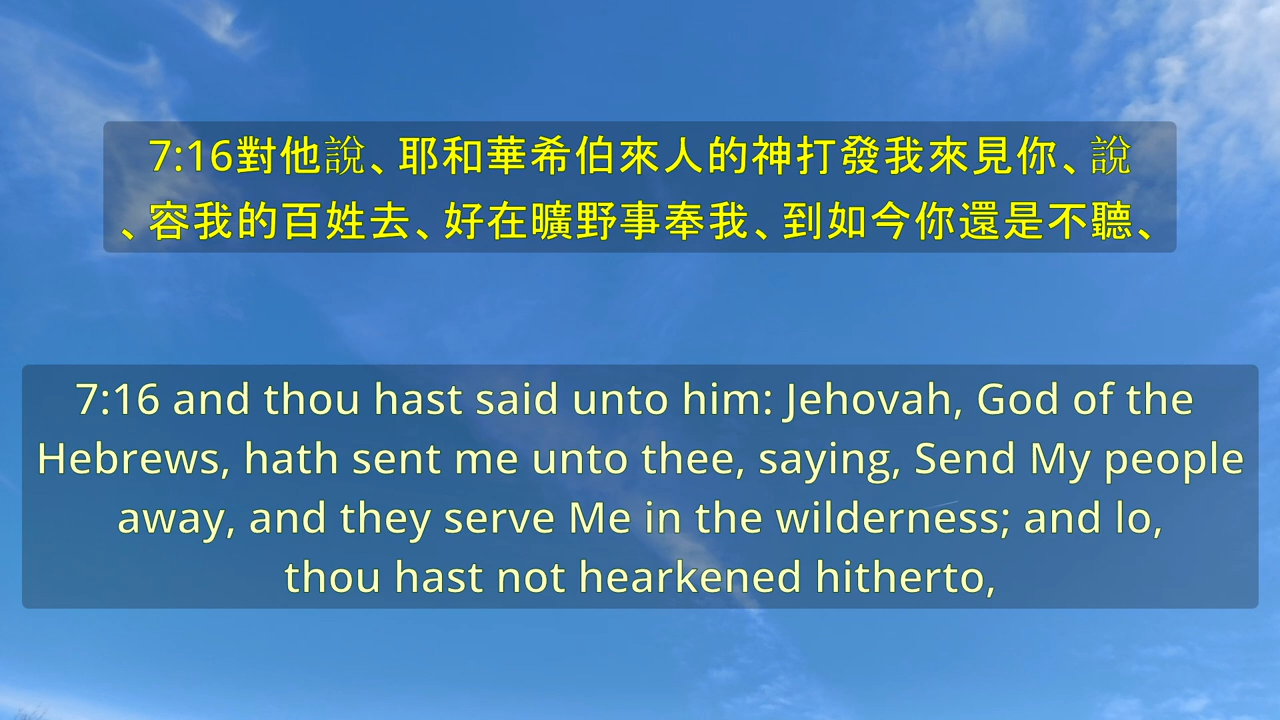 7:16對他說、耶和華希伯來人的神打發我來見你、說
、容我的百姓去、好在曠野事奉我、到如今你還是不聽、
7:16 and thou hast said unto him: Jehovah, God of the
Hebrews, hath sent me unto thee, saying, Send My people
away, and they serve Me in the wilderness; and lo,
thou hast not hearkened hitherto,